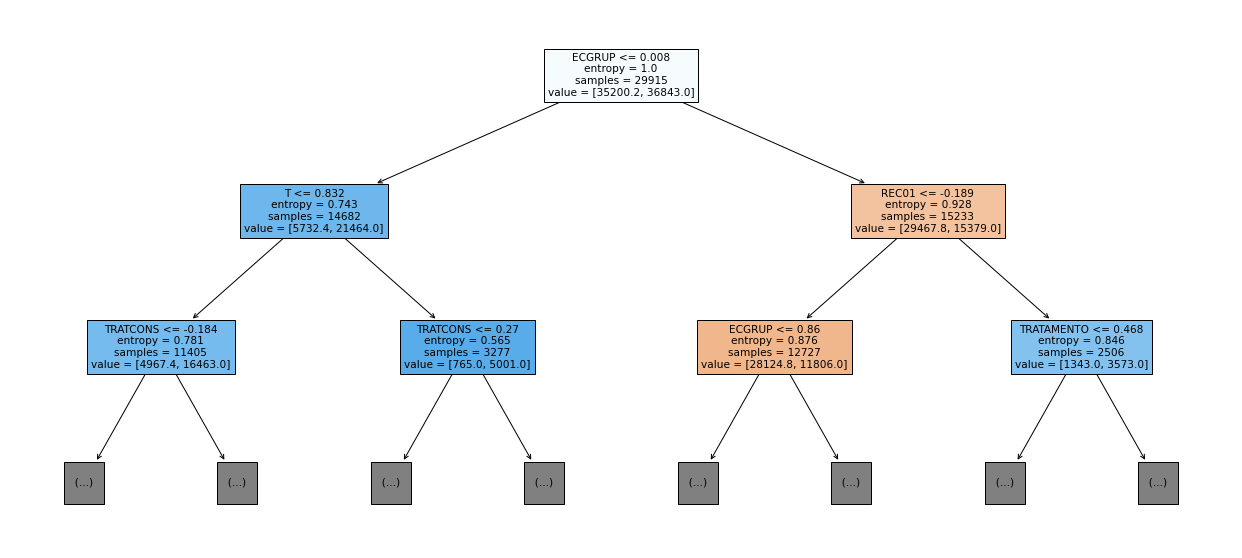 ECGRUP <= 0.008
entropy = 1.0
samples = 29915
value = [35200.2, 36843.0]
T <= 0.832
entropy = 0.743
samples = 14682
value = [5732.4, 21464.0]
REC01 <= -0.189
entropy = 0.928
samples = 15233
value = [29467.8, 15379.0]
TRATCONS <= -0.184
entropy = 0.781
samples = 11405
value = [4967.4, 16463.0]
TRATCONS <= 0.27
entropy = 0.565
samples = 3277
value = [765.0, 5001.0]
ECGRUP <= 0.86
entropy = 0.876
samples = 12727
value = [28124.8, 11806.0]
TRATAMENTO <= 0.468
entropy = 0.846
samples = 2506
value = [1343.0, 3573.0]
(...)
(...)
(...)
(...)
(...)
(...)
(...)
(...)